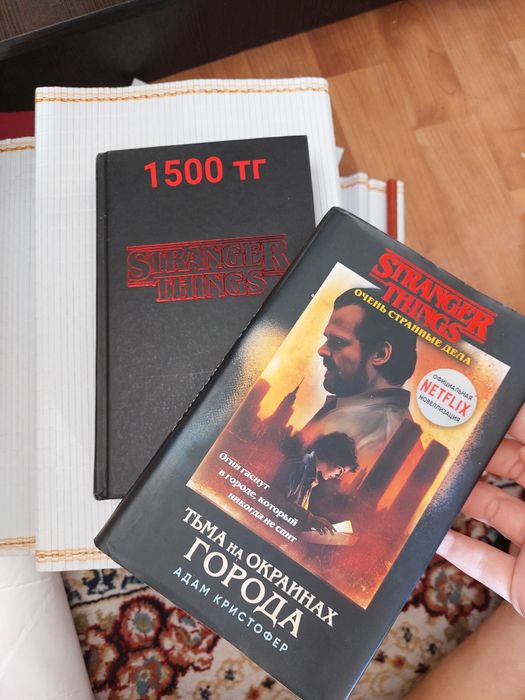 1500 тг
STRANGER
THINGS
STRANGER
THINGS
ОЧЕНЬ СТРАННЫЕ ДЕЛА
ОФИЦИАЛЬНАЯ
NETFLIX
НОВЕЛЛИЗАЦИЯ
Огни гаснут
в городе, который
никогда не спит
ТЬМА НА ОКРАИНАХ
ГОРОДА
АДАМ КРИСТОФЕР